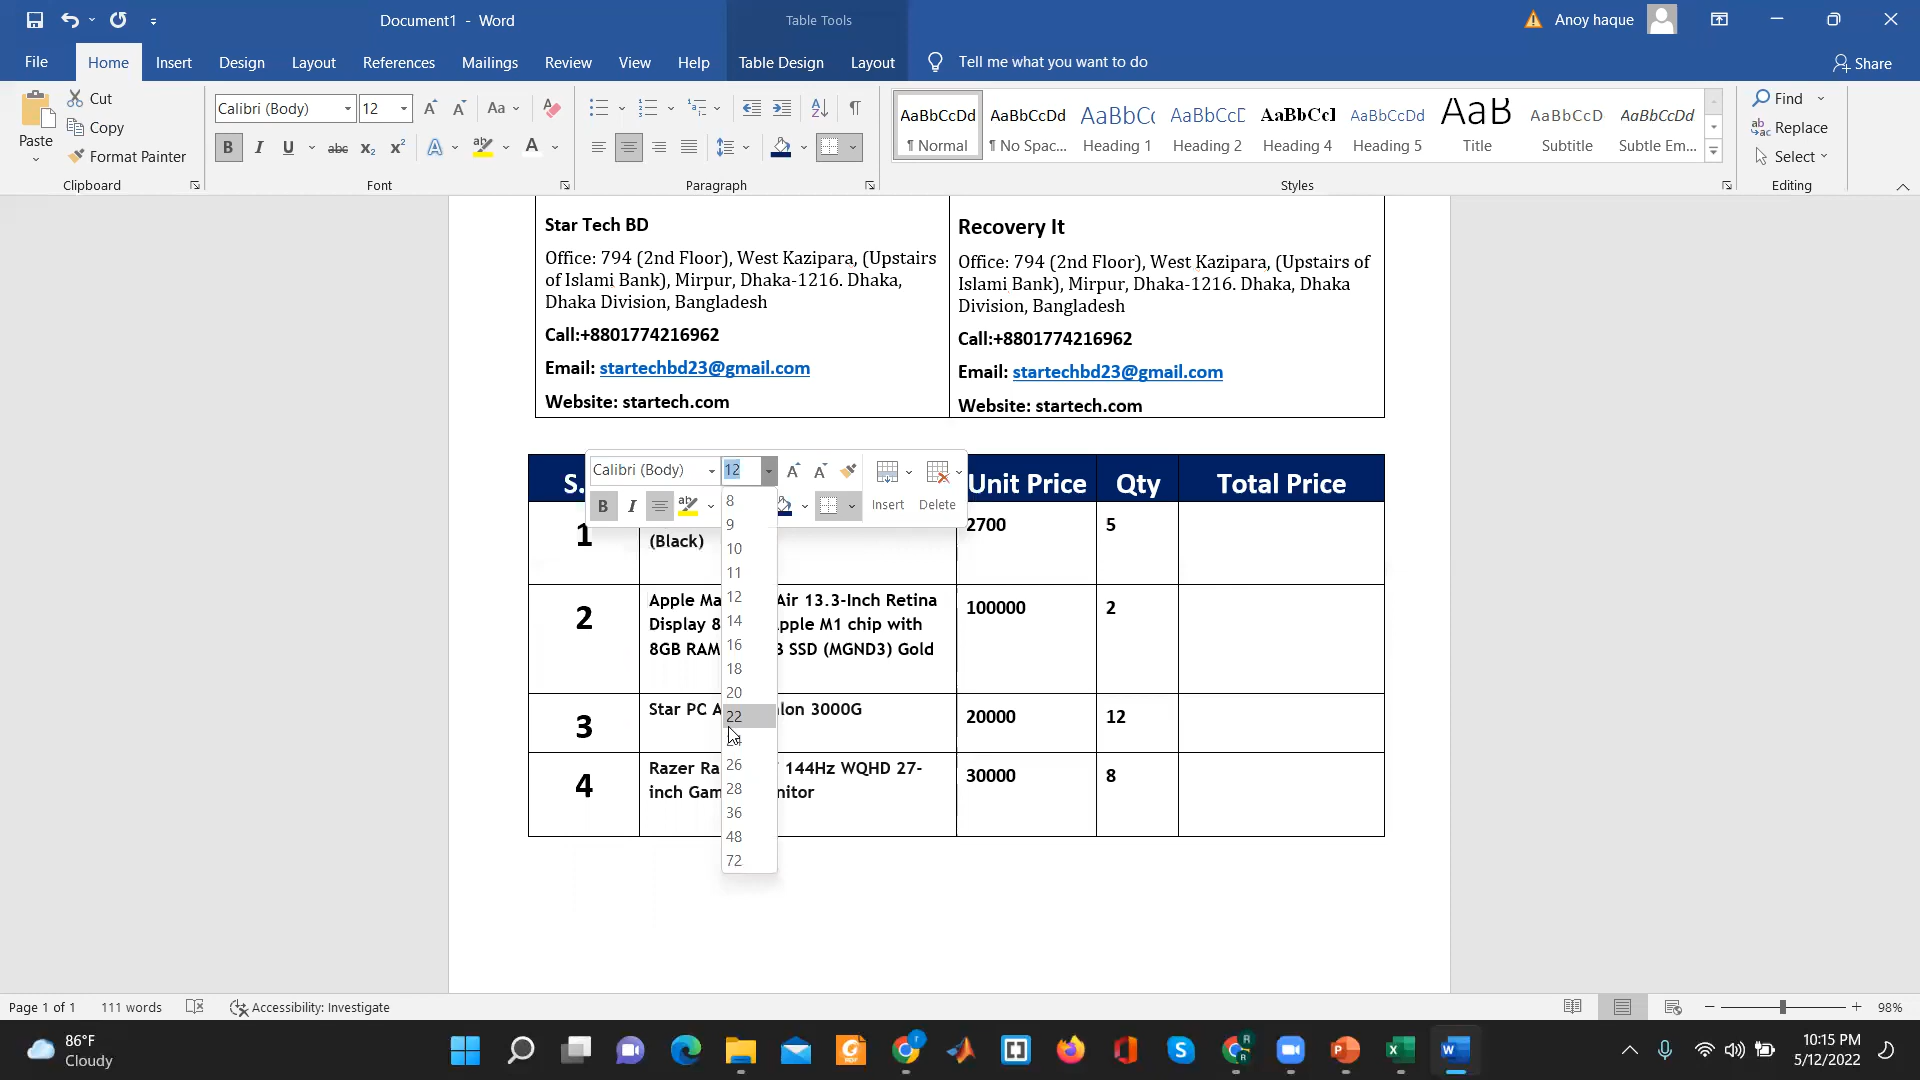 Document1 - Word
Table Tools
Anoy haque
File
Home
Insert
Design
Layout
References
Mailings
Review
View
Help
Table Design
Layout
Tell me what you want to do
Share
Paste
Cut
Copy
Format Painter
Clipboard
Calibri (Body)
12
Font
Paragraph
AaBbCcDd
¶ Normal
AaBbCcDd
¶ No Spac...
AaBbCc
Heading 1
AaBbCcD
Heading 2
AaBbCcD
Heading 4
AaBbCcDd
Heading 5
AaB
Title
AaBbCcD
Subtitle
AaBbCcDd
Subtle Em...
Styles
Find
Replace
Select
Editing
Star Tech BD
Office: 794 (2nd Floor), West Kazipara, (Upstairs
of Islami Bank), Mirpur, Dhaka-1216. Dhaka,
Dhaka Division, Bangladesh
Call:+8801774216962
Email: startechbd23@gmail.com
Website: startech.com
Recovery It
Office: 794 (2nd Floor), West Kazipara, (Upstairs of
Islami Bank), Mirpur, Dhaka-1216. Dhaka, Dhaka
Division, Bangladesh
Call:+8801774216962
Email: startechbd23@gmail.com
Website: startech.com
S.
Unit Price
Qty
Total Price
Calibri (Body)
12
Insert
Delete
8
9
10
11
12
14
16
18
20
22
24
26
28
36
48
72
1
(Black)
2700
5
2
Apple Ma Air 13.3-Inch Retina
Display 8 pple M1 chip with
8GB RAM SSD (MGND3) Gold
100000
2
3
Star PC A lon 3000G
20000
12
4
Razer Ra 144Hz WQHD 27-
inch Gam nitor
30000
8
Page 1 of 1
111 words
Accessibility: Investigate
98%
86°F
Cloudy
10:15 PM
5/12/2022